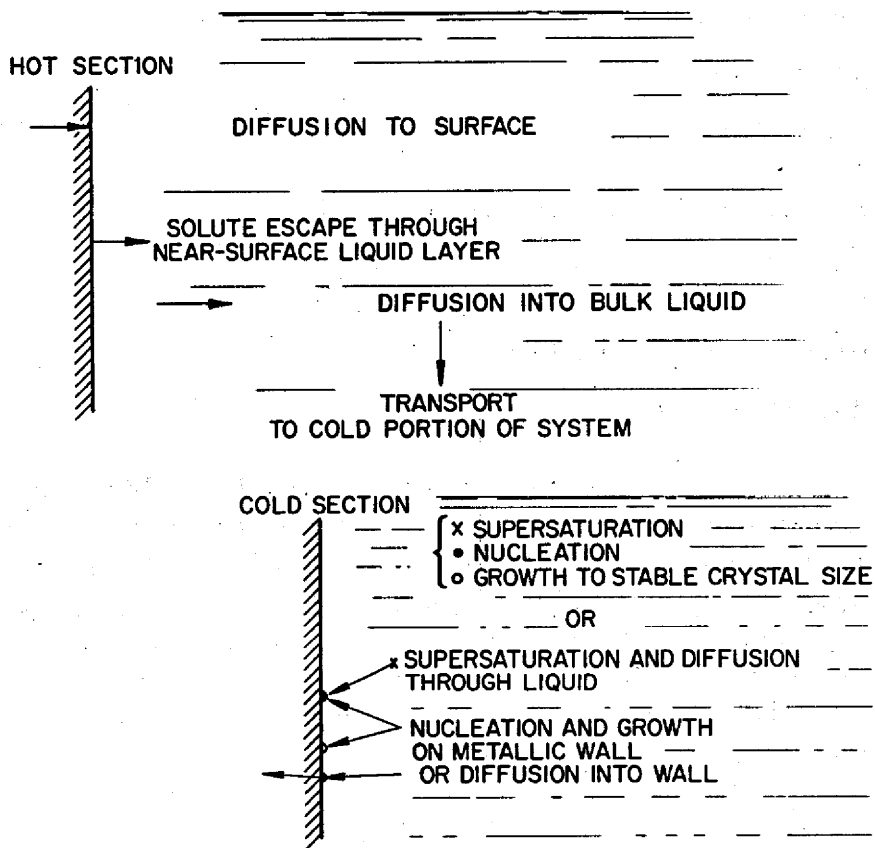 HOT SECTION
DIFFUSION TO SURFACE
SOLUTE ESCAPE THROUGH
NEAR-SURFACE LIQUID LAYER
DIFFUSION INTO BULK LIQUID
TRANSPORT
TO COLD PORTION OF SYSTEM
COLD SECTION
x SUPERSATURATION
• NUCLEATION
o GROWTH TO STABLE CRYSTAL SIZE
OR
x SUPERSATURATION AND DIFFUSION
THROUGH LIQUID
NUCLEATION AND GROWTH
ON METALLIC WALL
OR DIFFUSION INTO WALL